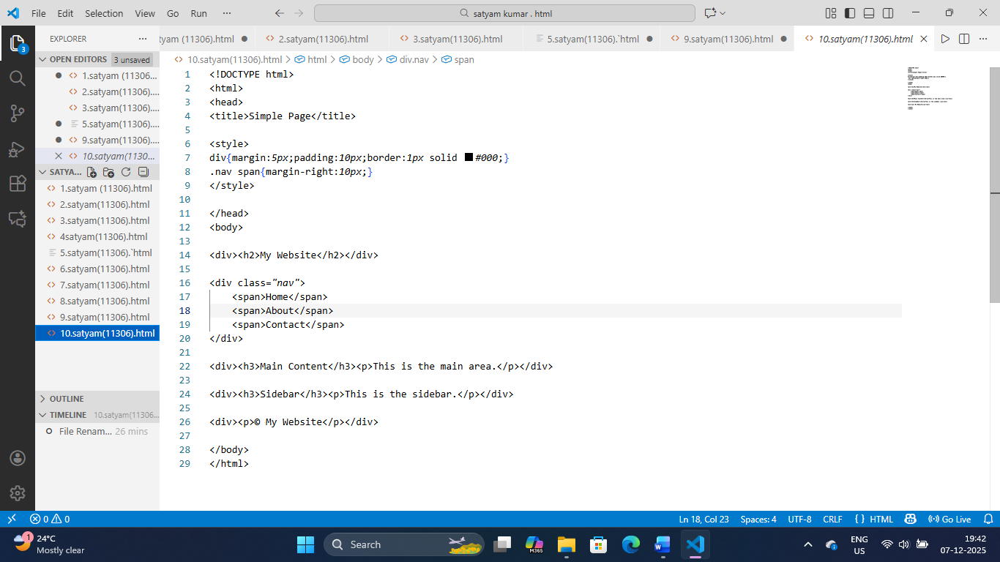 File Edit Selection View Go Run ···
satyam kumar . html
EXPLORER ···
tyam (11306).html
2.satyam(11306).html
3.satyam(11306).html
5.satyam(11306).`html
9.satyam(11306).html
10.satyam(11306).html
···
OPEN EDITORS 3 unsaved
1.satyam (11306...
2.satyam(11306)....
3.satyam(11306)....
5.satyam(11306)....
9.satyam(11306)....
10.satyam(1130...
SATYA...
1.satyam (11306).html
2.satyam(11306).html
3.satyam(11306).html
4satyam(11306).html
5.satyam(11306).`html
6.satyam(11306).html
7.satyam(11306).html
8.satyam(11306).html
9.satyam(11306).html
10.satyam(11306).html
OUTLINE
TIMELINE 10.satyam(11306...
File Renam... 26 mins
3
10.satyam(11306).html > html > body > div.nav > span
1 <!DOCTYPE html>
2 <html>
3 <head>
4 <title>Simple Page</title>
5
6 <style>
7 div{margin:5px;padding:10px;border:1px solid #000;}
8 .nav span{margin-right:10px;}
9 </style>
10
11 </head>
12 <body>
13
14 <div><h2>My Website</h2></div>
15
16 <div class="nav">
17     <span>Home</span>
18     <span>About</span>
19     <span>Contact</span>
20 </div>
21
22 <div><h3>Main Content</h3><p>This is the main area.</p></div>
23
24 <div><h3>Sidebar</h3><p>This is the sidebar.</p></div>
25
26 <div><p>© My Website</p></div>
27
28 </body>
29 </html>
0 0
Ln 18, Col 23 Spaces: 4 UTF-8 CRLF { } HTML Go Live
1
24°C
Mostly clear
Search
M365
ENG
US
19:42
07-12-2025